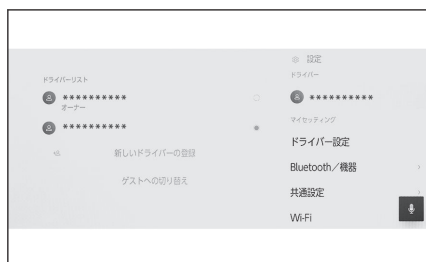 ドライバーリスト
**********
オーナー
**********
新しいドライバーの登録
ゲストへの切り替え
設定
ドライバー
**********
マイセッティング
ドライバー設定
Bluetooth／機器
共通設定
Wi-Fi